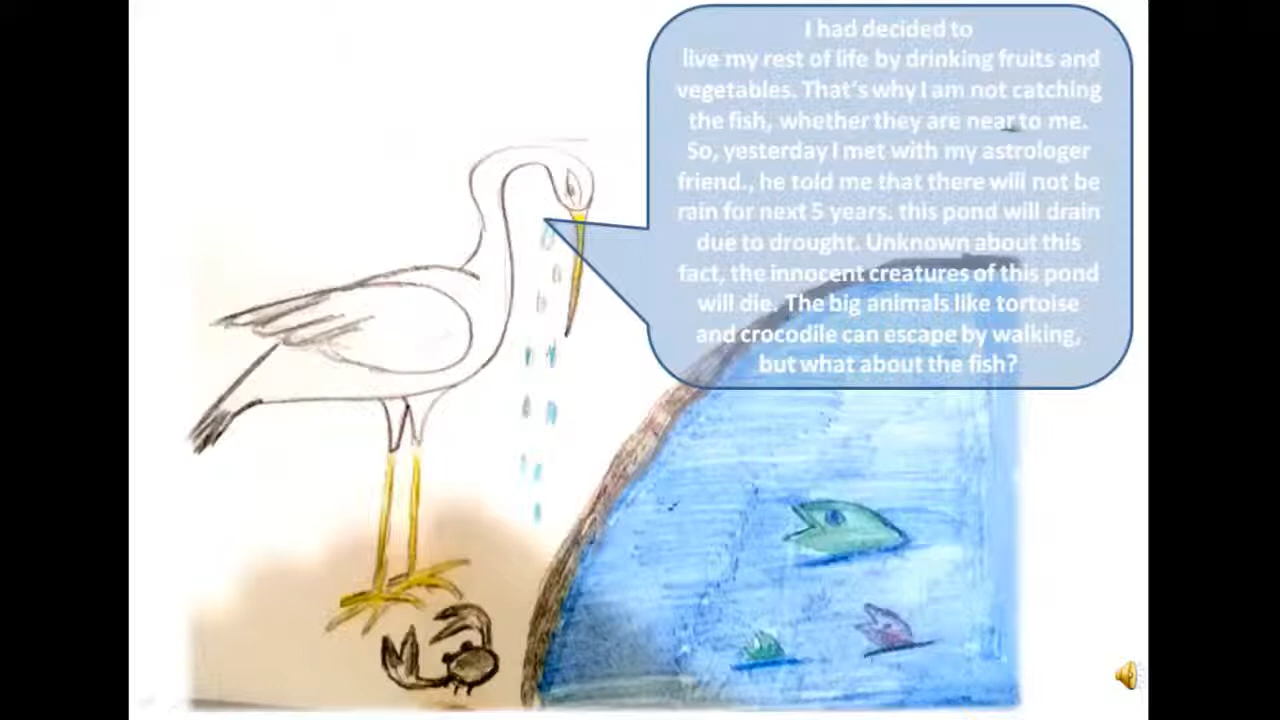 I had decided to
live my rest of life by drinking fruits and
vegetables. That's why I am not catching
the fish, whether they are near to me.
So, yesterday I met with my astrologer
friend., he told me that there will not be
rain for next 5 years. this pond will drain
due to drought. Unknown about this
fact, the innocent creatures of this pond
will die. The big animals like tortoise
and crocodile can escape by walking,
but what about the fish?